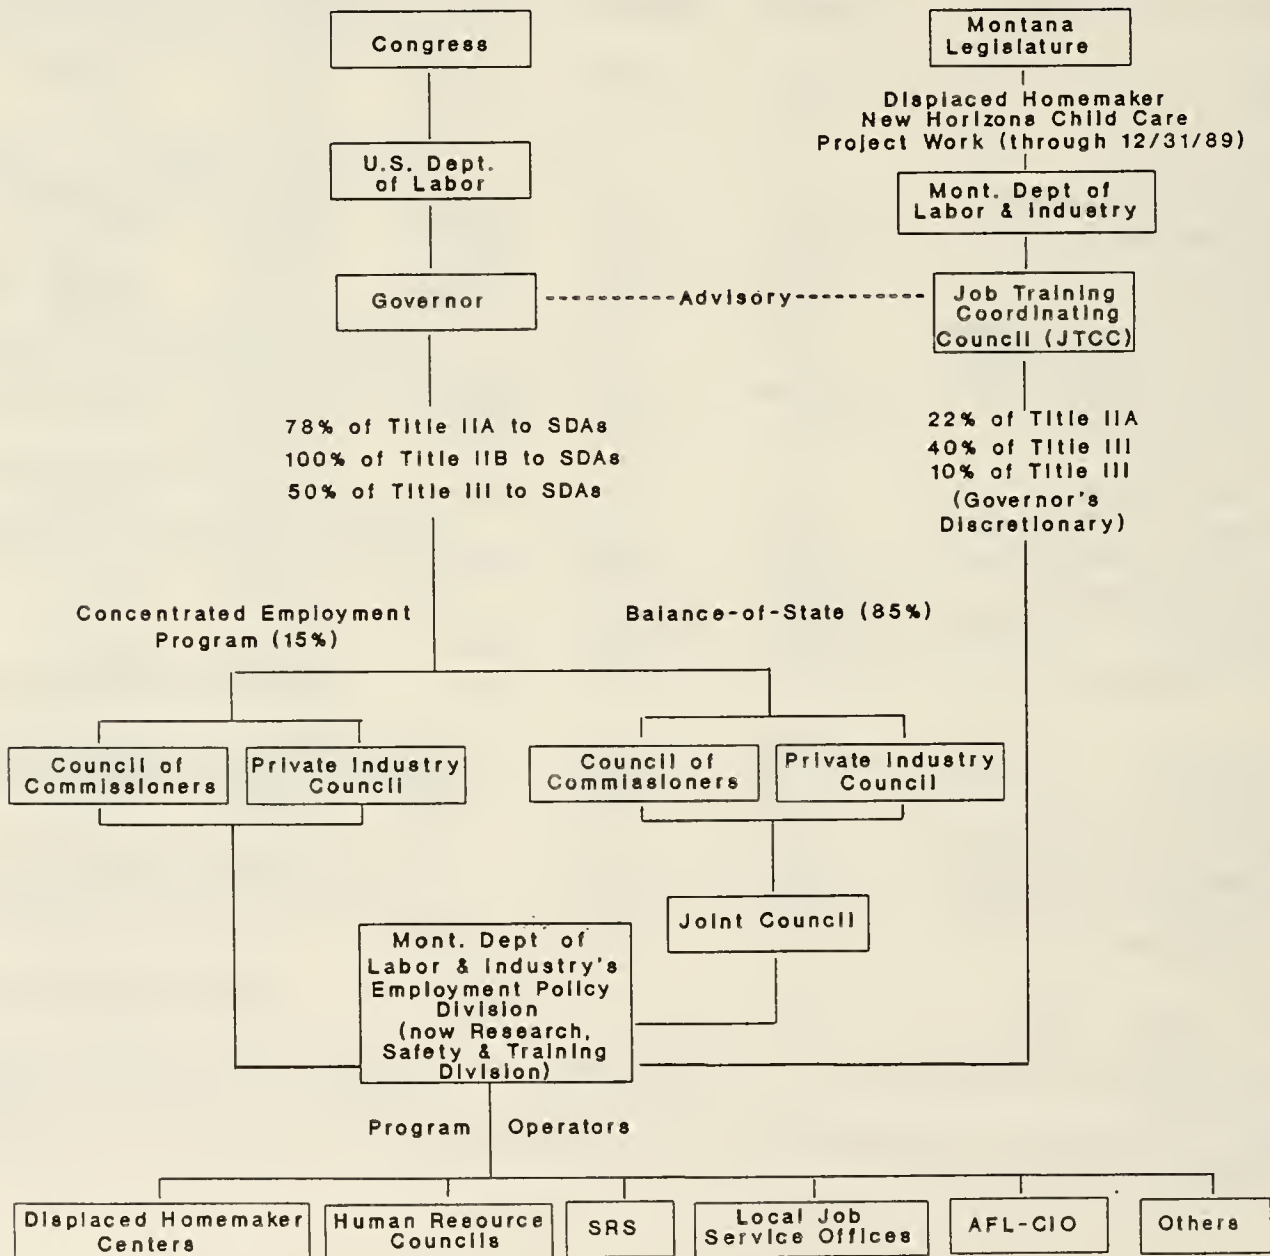 Congress
Montana
Legislature
Displaced Homemaker
New Horizons Child Care
Project Work (through 12/31/89)
U.S. Dept.
of Labor
Mont. Dept of
Labor & Industry
Governor
Advisory
Job Training
Coordinating
Council (JTCC)
78% of Title IIA to SDAs
100% of Title IIB to SDAs
50% of Title III to SDAs
22% of Title IIA
40% of Title III
10% of Title III
(Governor's
Discretionary)
Concentrated Employment
Program (15%)
Balance-of-State (85%)
Council of
Commissioners
Private Industry
Council
Council of
Commissioners
Private Industry
Council
Joint Council
Mont. Dept of
Labor & Industry's
Employment Policy
Division
(now Research,
Safety & Training
Division)
Program Operators
Displaced Homemaker
Centers
Human Resource
Councils
SRS
Local Job
Service Offices
AFL-CIO
Others